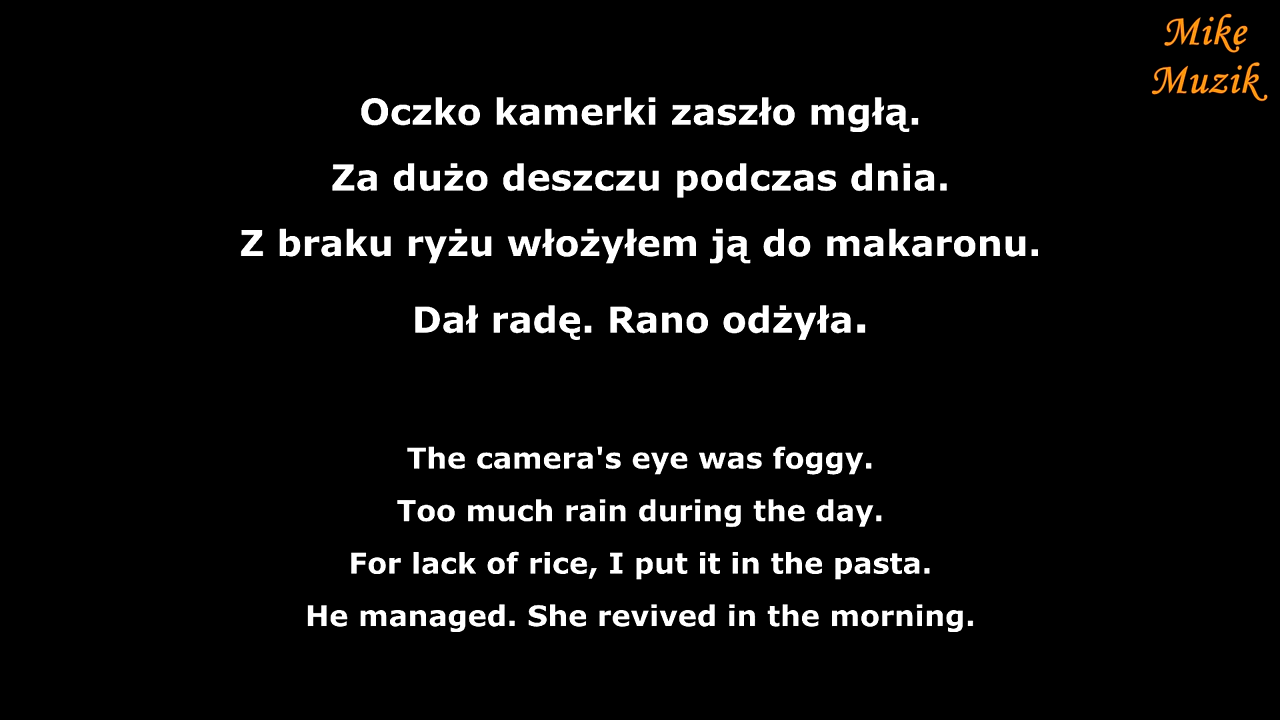 Mike
Muzik
Oczko kamerki zaszło mgłą.
Za dużo deszczu podczas dnia.
Z braku ryżu włożyłem ją do makaronu.
Dał radę. Rano odżyła.
The camera's eye was foggy.
Too much rain during the day.
For lack of rice, I put it in the pasta.
He managed. She revived in the morning.